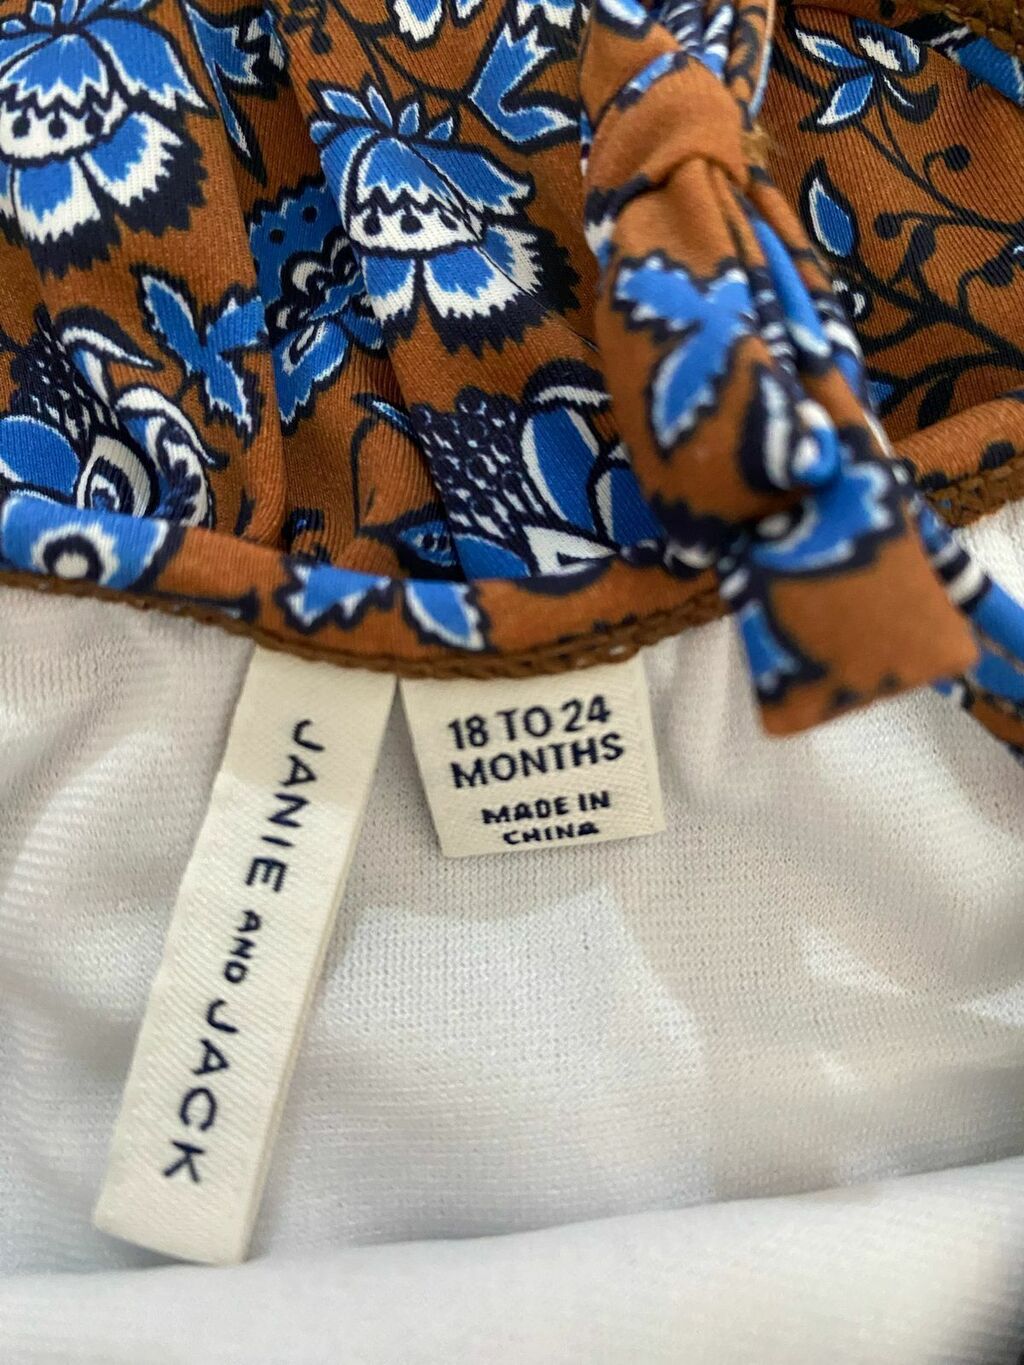 JANIE AND JACK
18 TO 24
MONTHS
MADE IN
CHINA